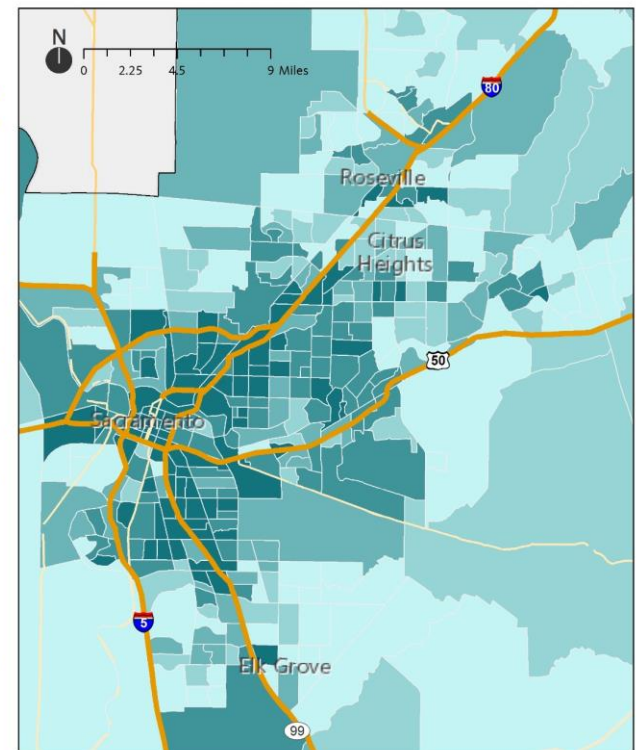 N
0 2.25 4.5 9 Miles
80
Roseville
Citrus
Heights
50
Sacramento
5
Elk Grove
99